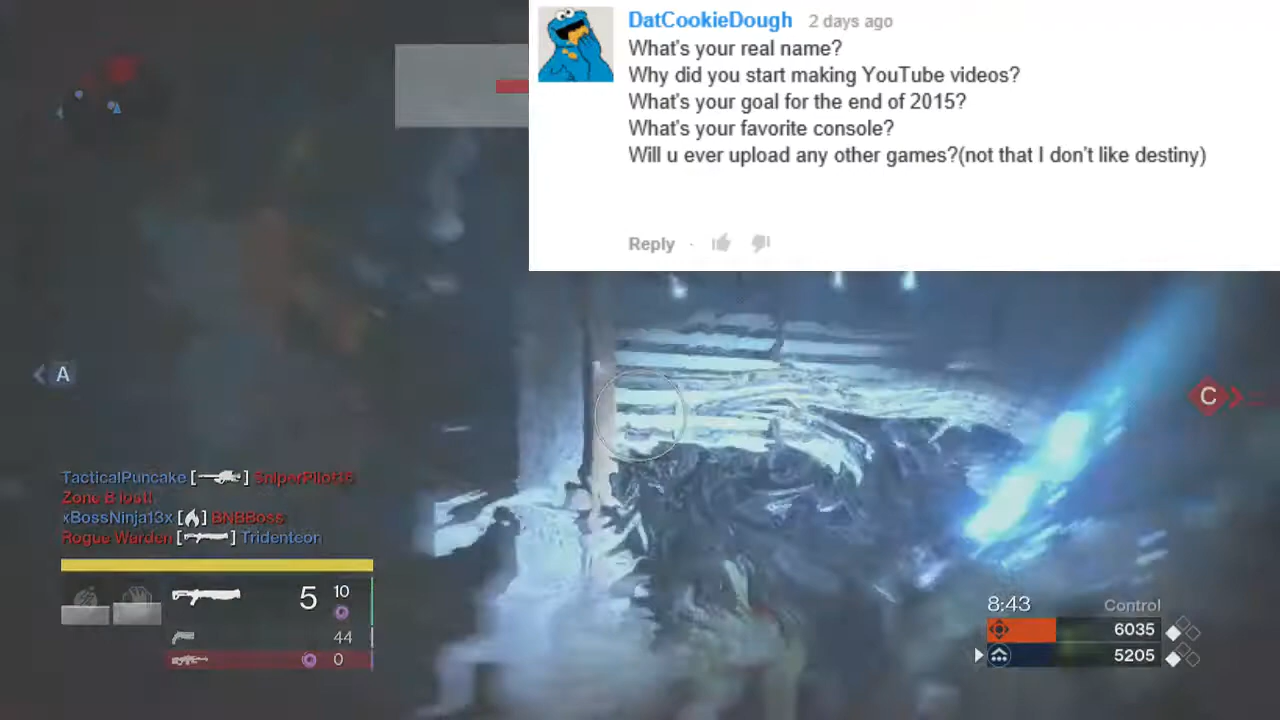 DatCookieDough 2 days ago
What's your real name?
Why did you start making YouTube videos?
What's your goal for the end of 2015?
What's your favorite console?
Will u ever upload any other games?(not that I don't like destiny)
Reply ·
A
C
TacticalPuncake [ ] SniperPilot16
Zone B lost!
xBossNinja13x [ ] BNBBoss
Rogue Warden [ ] Tridenteon
5 10
44
0
8:43 Control
6035
5205